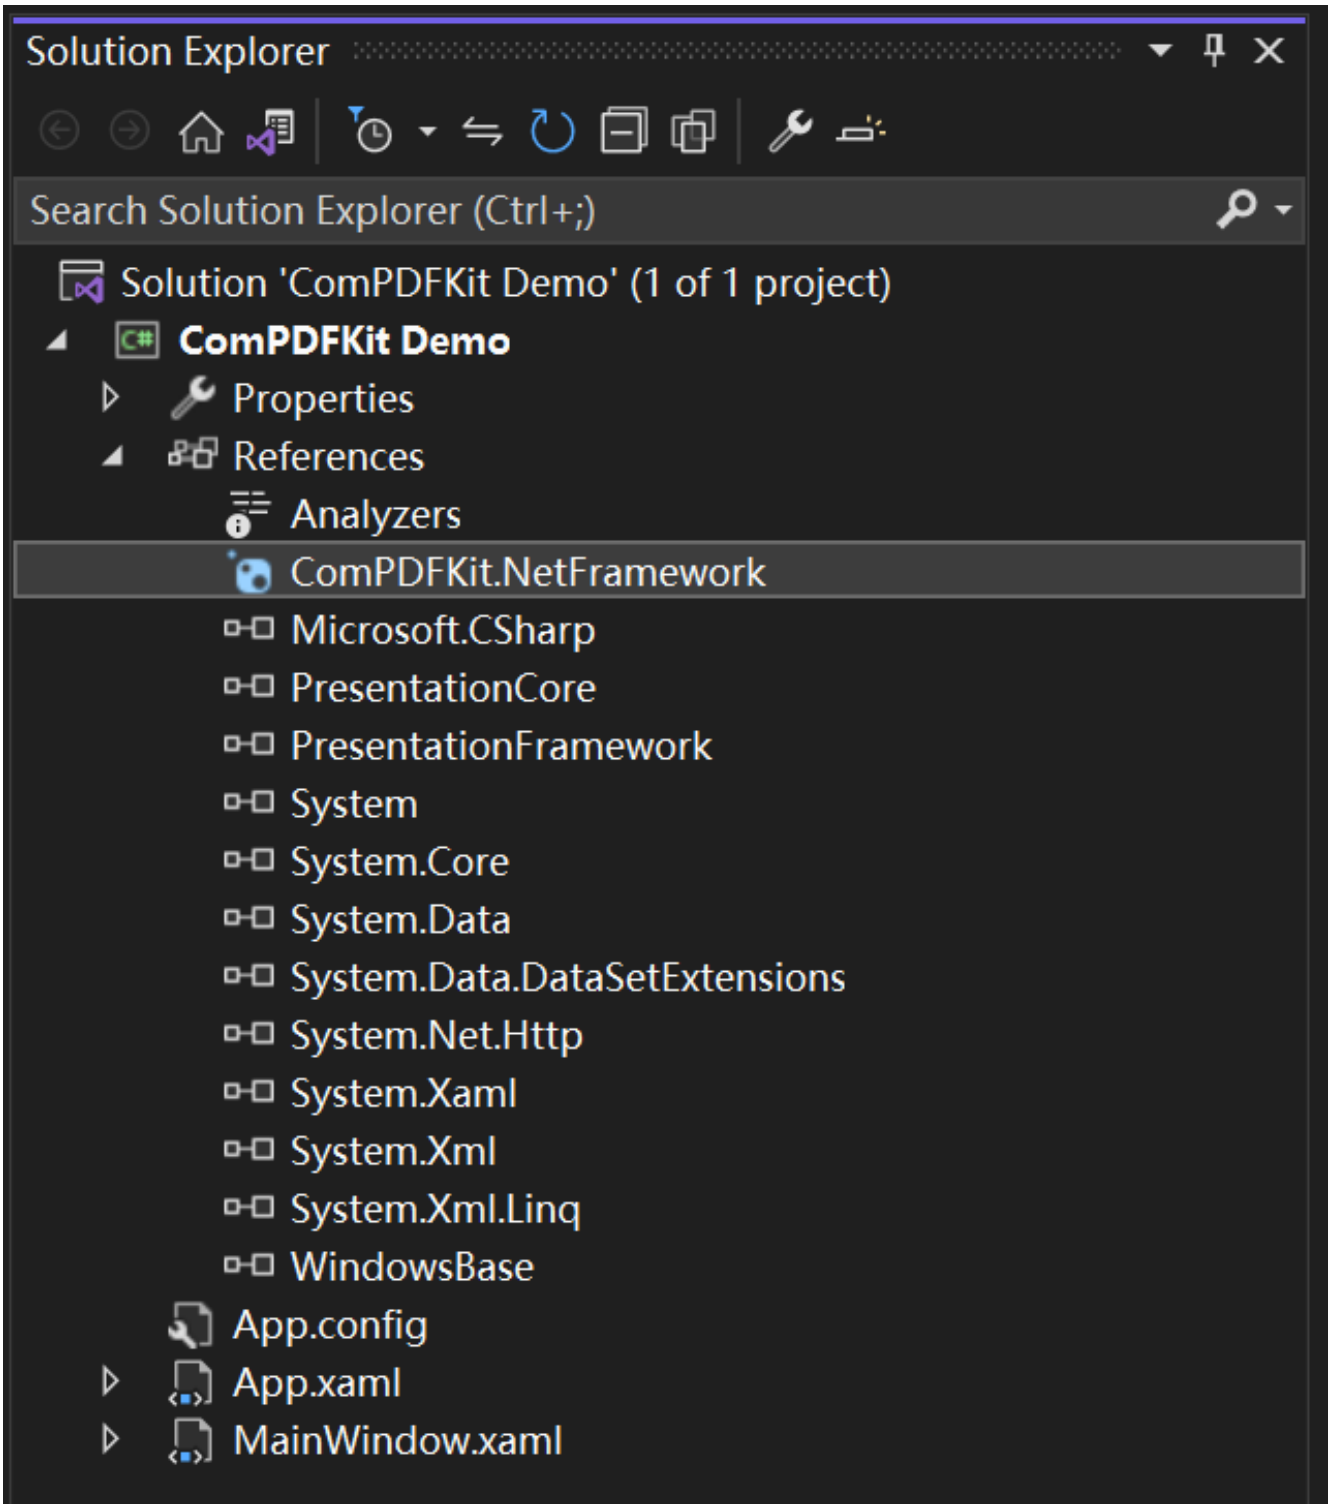 Solution Explorer
Search Solution Explorer (Ctrl+;)
Solution 'ComPDFKit Demo' (1 of 1 project)
C# ComPDFKit Demo
Properties
References
Analyzers
ComPDFKit.NetFramework
Microsoft.CSharp
PresentationCore
PresentationFramework
System
System.Core
System.Data
System.Data.DataSetExtensions
System.Net.Http
System.Xaml
System.Xml
System.Xml.Linq
WindowsBase
App.config
App.xaml
MainWindow.xaml